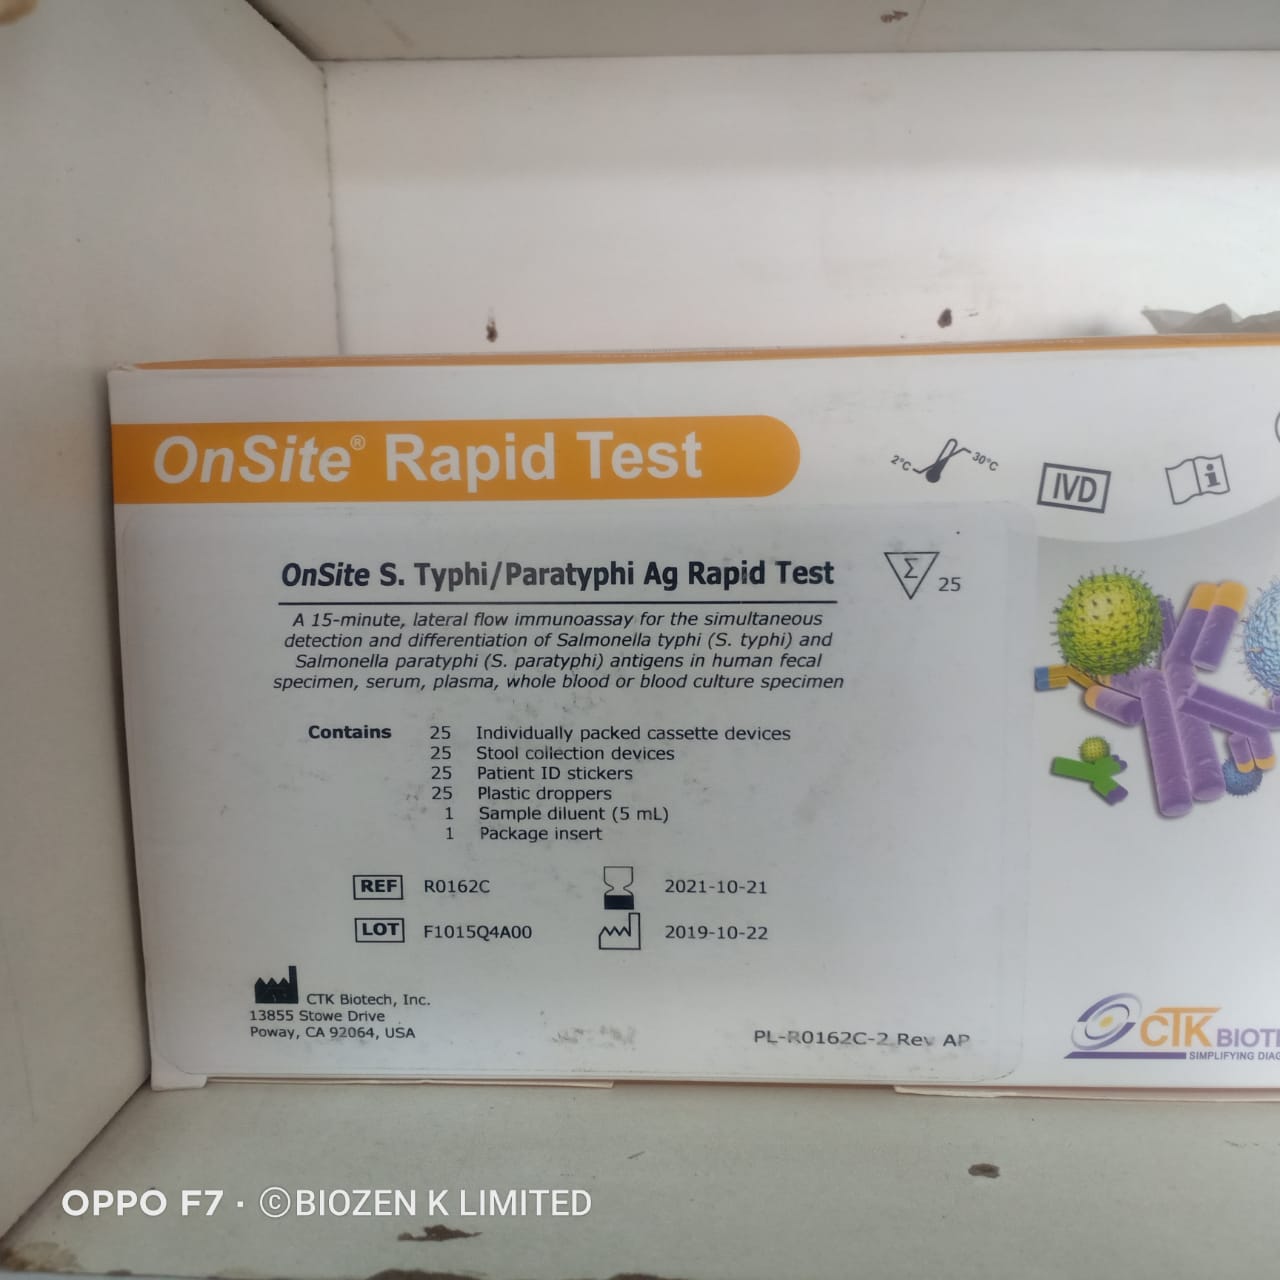 OnSite® Rapid Test
2°C 30°C
IVD
i
OnSite S. Typhi/Paratyphi Ag Rapid Test
Σ 25
A 15-minute, lateral flow immunoassay for the simultaneous
detection and differentiation of Salmonella typhi (S. typhi) and
Salmonella paratyphi (S. paratyphi) antigens in human fecal
specimen, serum, plasma, whole blood or blood culture specimen
Contains 25 Individually packed cassette devices
25 Stool collection devices
25 Patient ID stickers
25 Plastic droppers
1 Sample diluent (5 mL)
1 Package insert
REF R0162C 2021-10-21
LOT F1015Q4A00 2019-10-22
CTK Biotech, Inc.
13855 Stowe Drive
Poway, CA 92064, USA
PL-R0162C-2 Rev AP
CTK BIOTE
SIMPLIFYING DIAG
OPPO F7 · ©BIOZEN K LIMITED